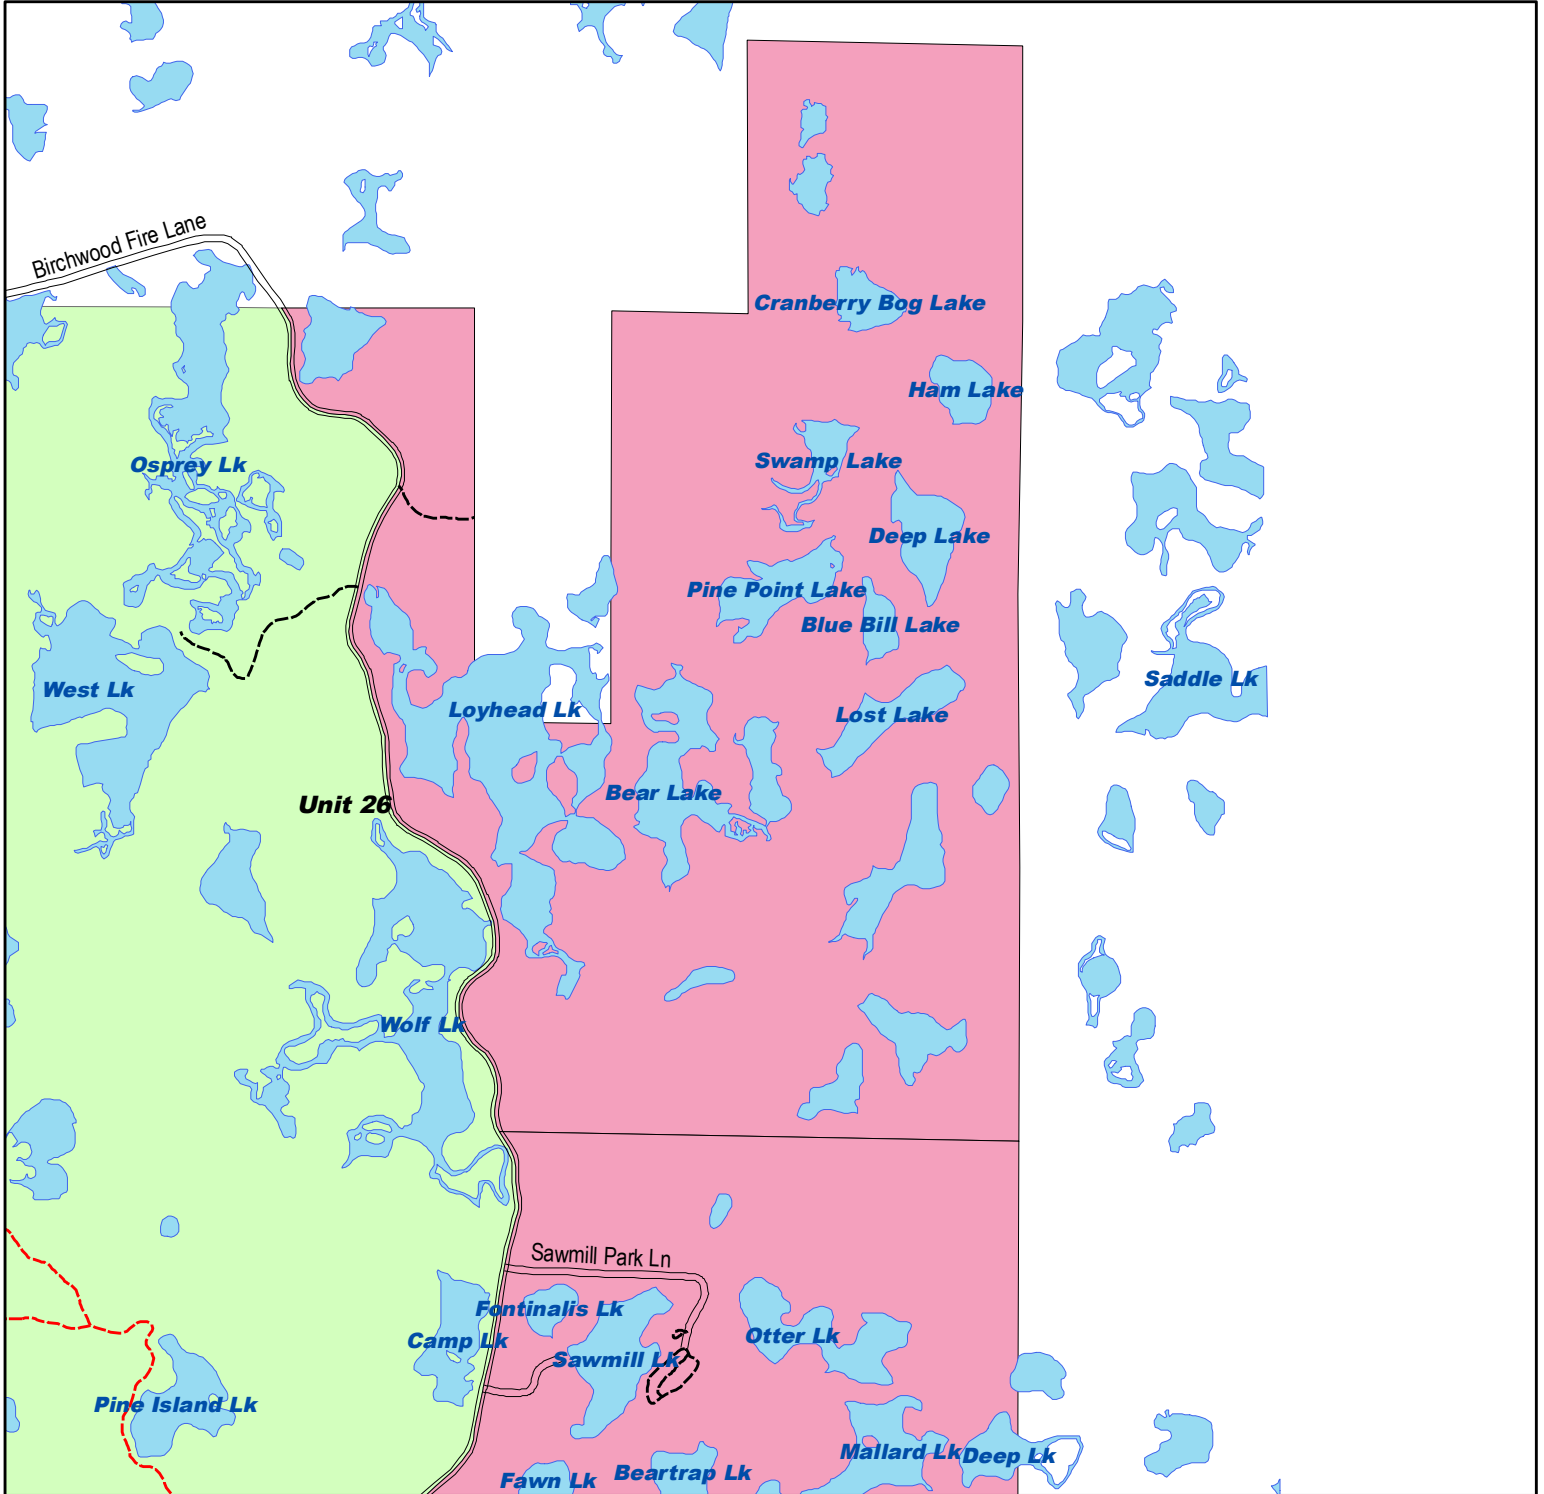 Birchwood Fire Lane
Cranberry Bog Lake
Ham Lake
Swamp Lake
Osprey Lk
Deep Lake
Pine Point Lake
Blue Bill Lake
West Lk
Saddle Lk
Loyhead Lk
Lost Lake
Bear Lake
Unit 26
Wolf Lk
Sawmill Park Ln
Fontinalis Lk
Otter Lk
Camp Lk
Sawmill Lk
Pine Island Lk
Mallard Lk
Deep Lk
Beartrap Lk
Fawn Lk